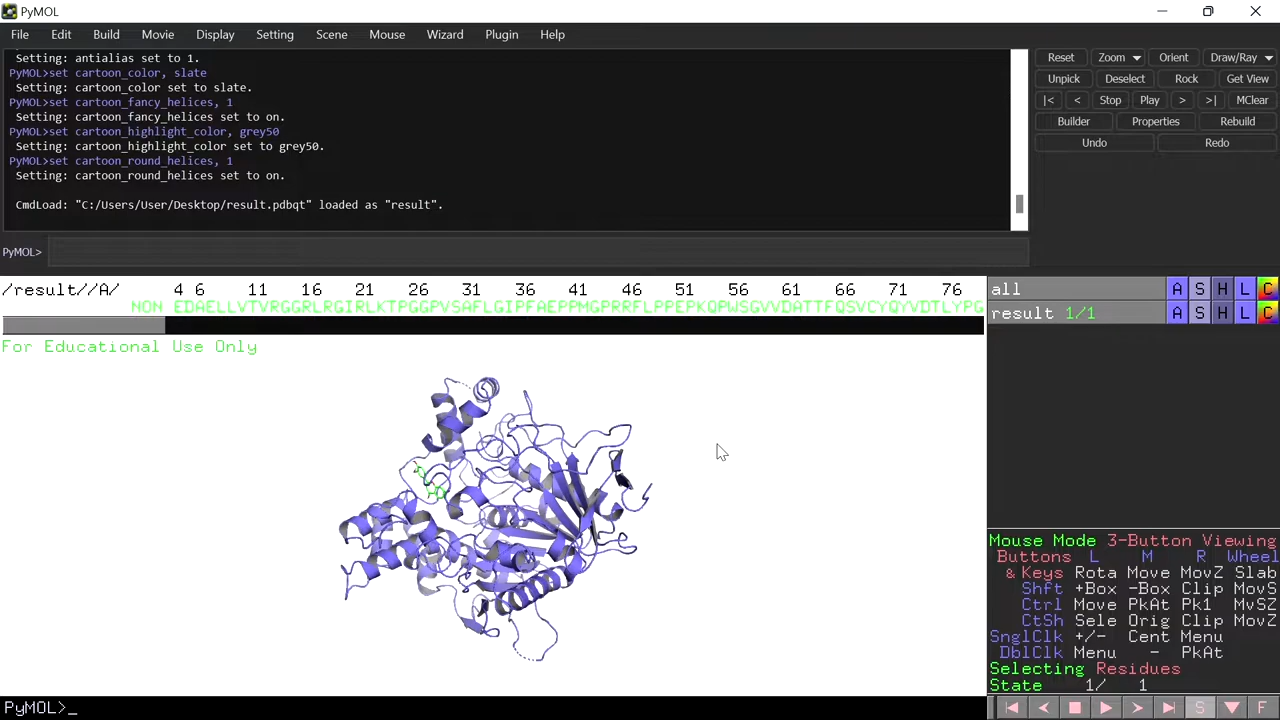 PyMOL
File Edit Build Movie Display Setting Scene Mouse Wizard Plugin Help
Setting: antialias set to 1.
PyMOL>set cartoon_color, slate
Setting: cartoon_color set to slate.
PyMOL>set cartoon_fancy_helices, 1
Setting: cartoon_fancy_helices set to on.
PyMOL>set cartoon_highlight_color, grey50
Setting: cartoon_highlight_color set to grey50.
PyMOL>set cartoon_round_helices, 1
Setting: cartoon_round_helices set to on.
CmdLoad: "C:/Users/User/Desktop/result.pdbqt" loaded as "result".
PyMOL>
Reset Zoom Orient Draw/Ray
Unpick Deselect Rock Get View
|< < Stop Play > >| MClear
Builder Properties Rebuild
Undo Redo
/result//A/ 4 6 11 16 21 26 31 36 41 46 51 56 61 66 71 76
NON EDAELLVTVRGGRLRGIRLKTPGGPVSAFLGIPFAEPPMGPRRFLPPEPKQPWSGVVDATTFQSVCYQYVDTLYPG
For Educational Use Only
all A S H L C
result 1/1 A S H L C
Mouse Mode 3-Button Viewing
Buttons L M R Wheel
& Keys Rota Move MovZ Slab
Shft +Box -Box Clip MovS
Ctrl Move PkAt Pk1 MvSZ
CtSh Sele Orig Clip MovZ
SnglClk +/- Cent Menu
DblClk Menu - PkAt
Selecting Residues
State 1/ 1
PyMOL>_
S F